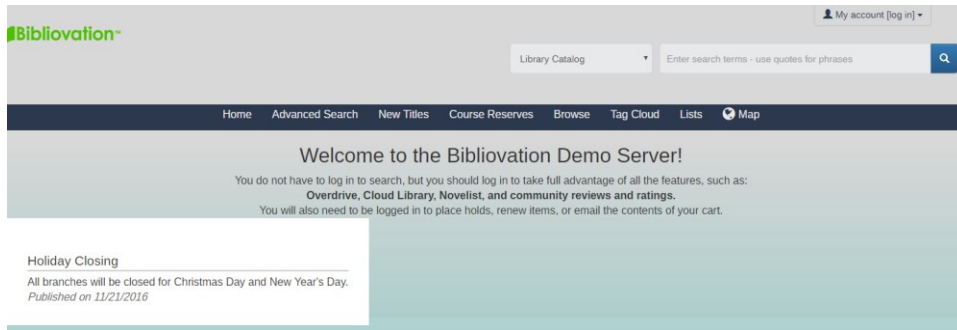 My account [log in]
Bibliovation™
Library Catalog
Enter search terms - use quotes for phrases
Home Advanced Search New Titles Course Reserves Browse Tag Cloud Lists Map
Welcome to the Bibliovation Demo Server!
You do not have to log in to search, but you should log in to take full advantage of all the features, such as:
Overdrive, Cloud Library, Novelist, and community reviews and ratings.
You will also need to be logged in to place holds, renew items, or email the contents of your cart.
Holiday Closing
All branches will be closed for Christmas Day and New Year's Day.
Published on 11/21/2016